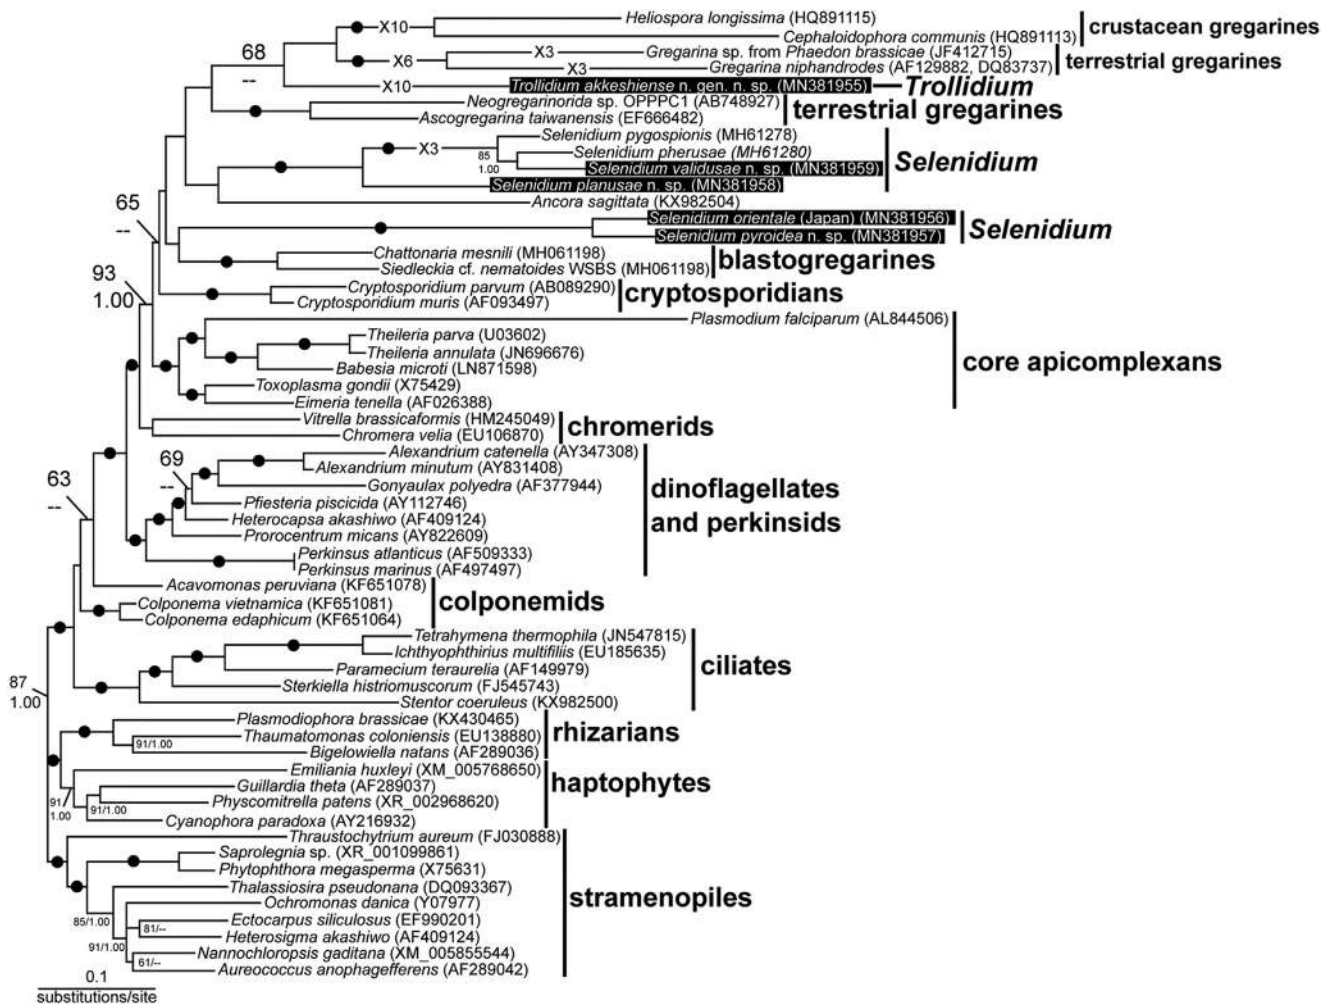 Heliospora longissima (HQ891115)
X10
Cephaloidophora communis (HQ891113)
crustacean gregarines
68
--
X3
Gregarina sp. from Phaedon brassicae (JF412715)
X6
X3
Gregarina niphandrodes (AF129882, DQ83737)
terrestrial gregarines
X10
Trollidium akkeshiense n. gen. n. sp. (MN381955)
Trollidium
Neogregarinorida sp. OPPPC1 (AB748927)
Ascogregarina taiwanensis (EF666482)
terrestrial gregarines
Selenidium pygospionis (MH61278)
X3
85
1.00
Selenidium pherusae (MH61280)
Selenidium validusae n. sp. (MN381959)
Selenidium planusae n. sp. (MN381958)
Selenidium
Ancora sagittata (KX982504)
65
--
Selenidium orientale (Japan) (MN381956)
Selenidium pyroidea n. sp. (MN381957)
Selenidium
Chattonaria mesnili (MH061198)
Siedleckia cf. nematoides WSBS (MH061198)
blastogregarines
93
1.00
Cryptosporidium parvum (AB089290)
Cryptosporidium muris (AF093497)
cryptosporidians
Plasmodium falciparum (AL844506)
Theileria parva (U03602)
Theileria annulata (JN696676)
Babesia microti (LN871598)
Toxoplasma gondii (X75429)
Eimeria tenella (AF026388)
core apicomplexans
Vitrella brassicaformis (HM245049)
Chromera velia (EU106870)
chromerids
Alexandrium catenella (AY347308)
69
--
Alexandrium minutum (AY831408)
Gonyaulax polyedra (AF377944)
Pfiesteria piscicida (AY112746)
Heterocapsa akashiwo (AF409124)
Prorocentrum micans (AY822609)
Perkinsus atlanticus (AF509333)
Perkinsus marinus (AF497497)
dinoflagellates
and perkinsids
63
--
Acavomonas peruviana (KF651078)
Colponema vietnamica (KF651081)
Colponema edaphicum (KF651064)
colponemids
Tetrahymena thermophila (JN547815)
Ichthyophthirius multifiliis (EU185635)
Paramecium teraurelia (AF149979)
Sterkiella histriomuscorum (FJ545743)
Stentor coeruleus (KX982500)
ciliates
87
1.00
Plasmodiophora brassicae (KX430465)
Thaumatomonas coloniensis (EU138880)
91/1.00
Bigelowiella natans (AF289036)
rhizarians
Emiliania huxleyi (XM_005768650)
Guillardia theta (AF289037)
91
1.00
91/1.00
Physcomitrella patens (XR_002968620)
Cyanophora paradoxa (AY216932)
haptophytes
Thraustochytrium aureum (FJ030888)
Saprolegnia sp. (XR_001099861)
Phytophthora megasperma (X75631)
Thalassiosira pseudonana (DQ093367)
Ochromonas danica (Y07977)
85/1.00
Ectocarpus siliculosus (EF990201)
81/--
Heterosigma akashiwo (AF409124)
91/1.00
Nannochloropsis gaditana (XM_005855544)
61/--
Aureococcus anophagefferens (AF289042)
stramenopiles
0.1
substitutions/site